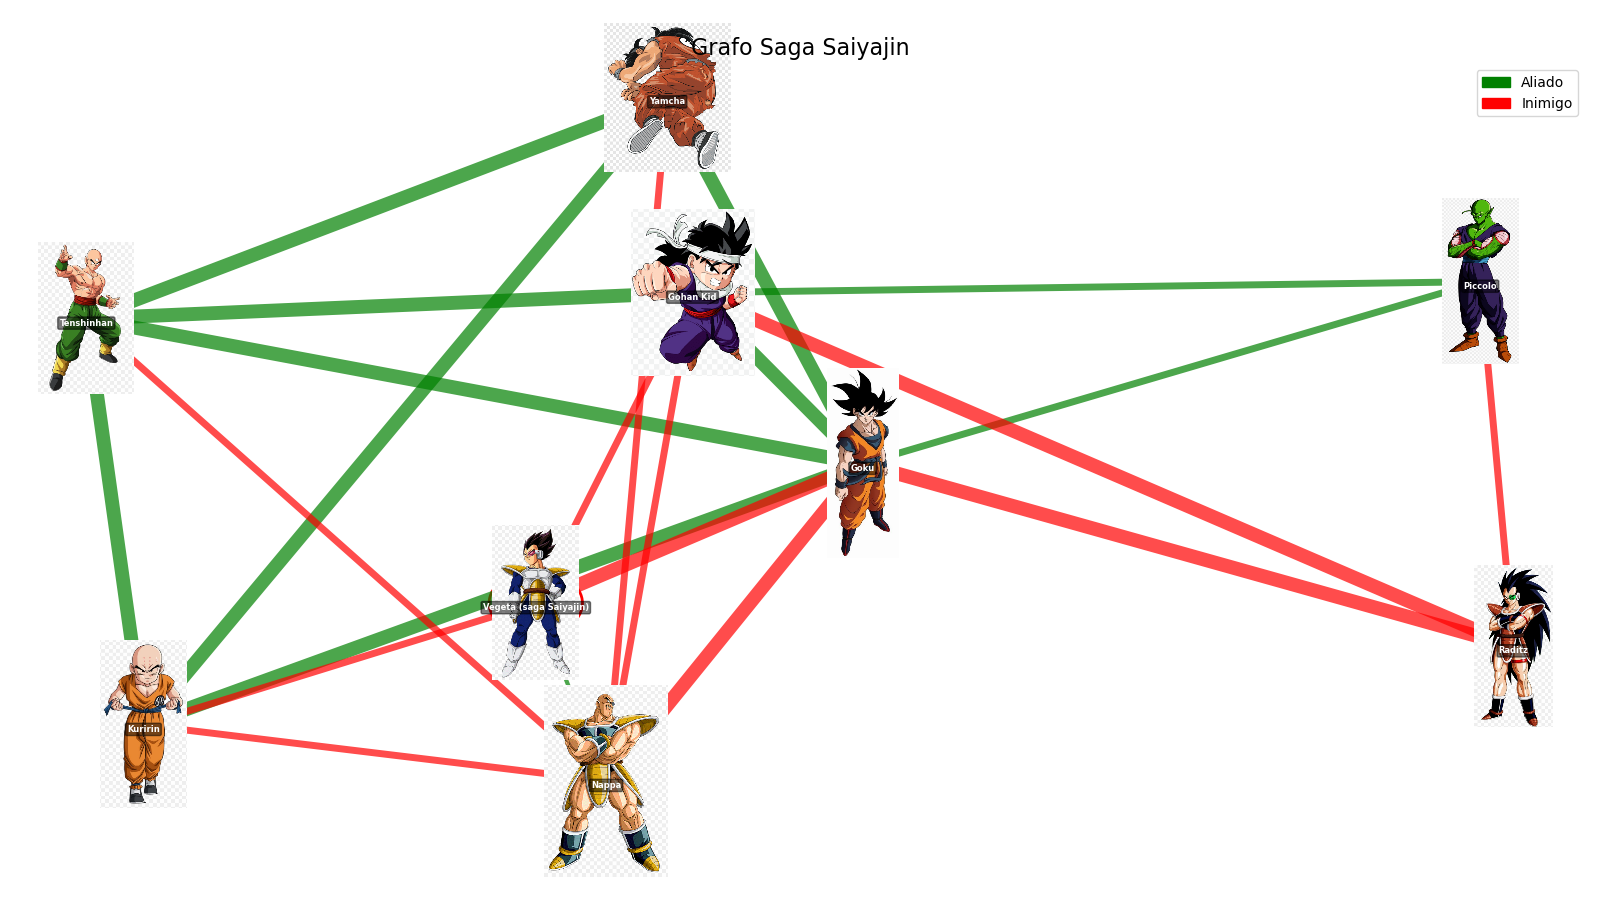 Grafo Saga Saiyajin
Aliado
Inimigo
Yamcha
Piccolo
Gohan Kid
Tenshinhan
Goku
Vegeta (saga Saiyajin)
Raditz
Kuririn
Nappa